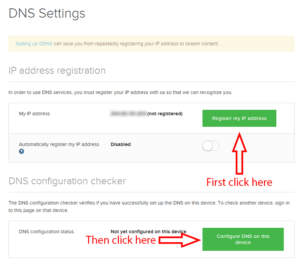 DNS Settings
Setting up DDNS can save you from repeatedly registering your IP address to stream content.
IP address registration
In order to use DNS services, you must register your IP address with us so that we can recognize you.
My IP address
(not registered)
Register my IP address
Automatically register my IP address
Disabled
First click here
DNS configuration checker
The DNS configuration checker verifies if you have successfully set up the DNS on this device. To check another device, sign in
to this page on that device.
DNS configuration status
Not yet configured on this device
Then click here
Configure DNS on this
device